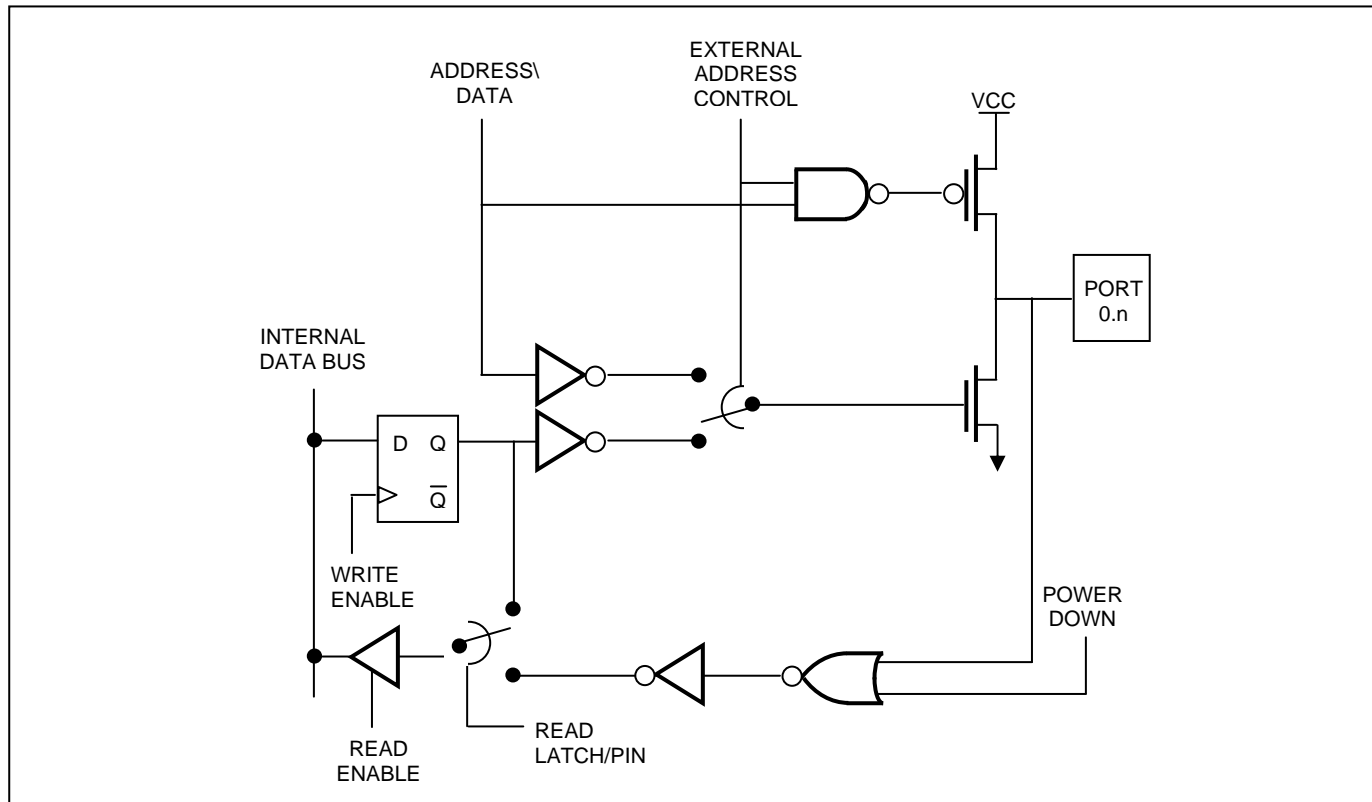 EXTERNAL
ADDRESS
CONTROL
ADDRESS\
DATA
VCC
PORT
0.n
INTERNAL
DATA BUS
D Q
Q̅
WRITE
ENABLE
POWER
DOWN
READ
LATCH/PIN
READ
ENABLE